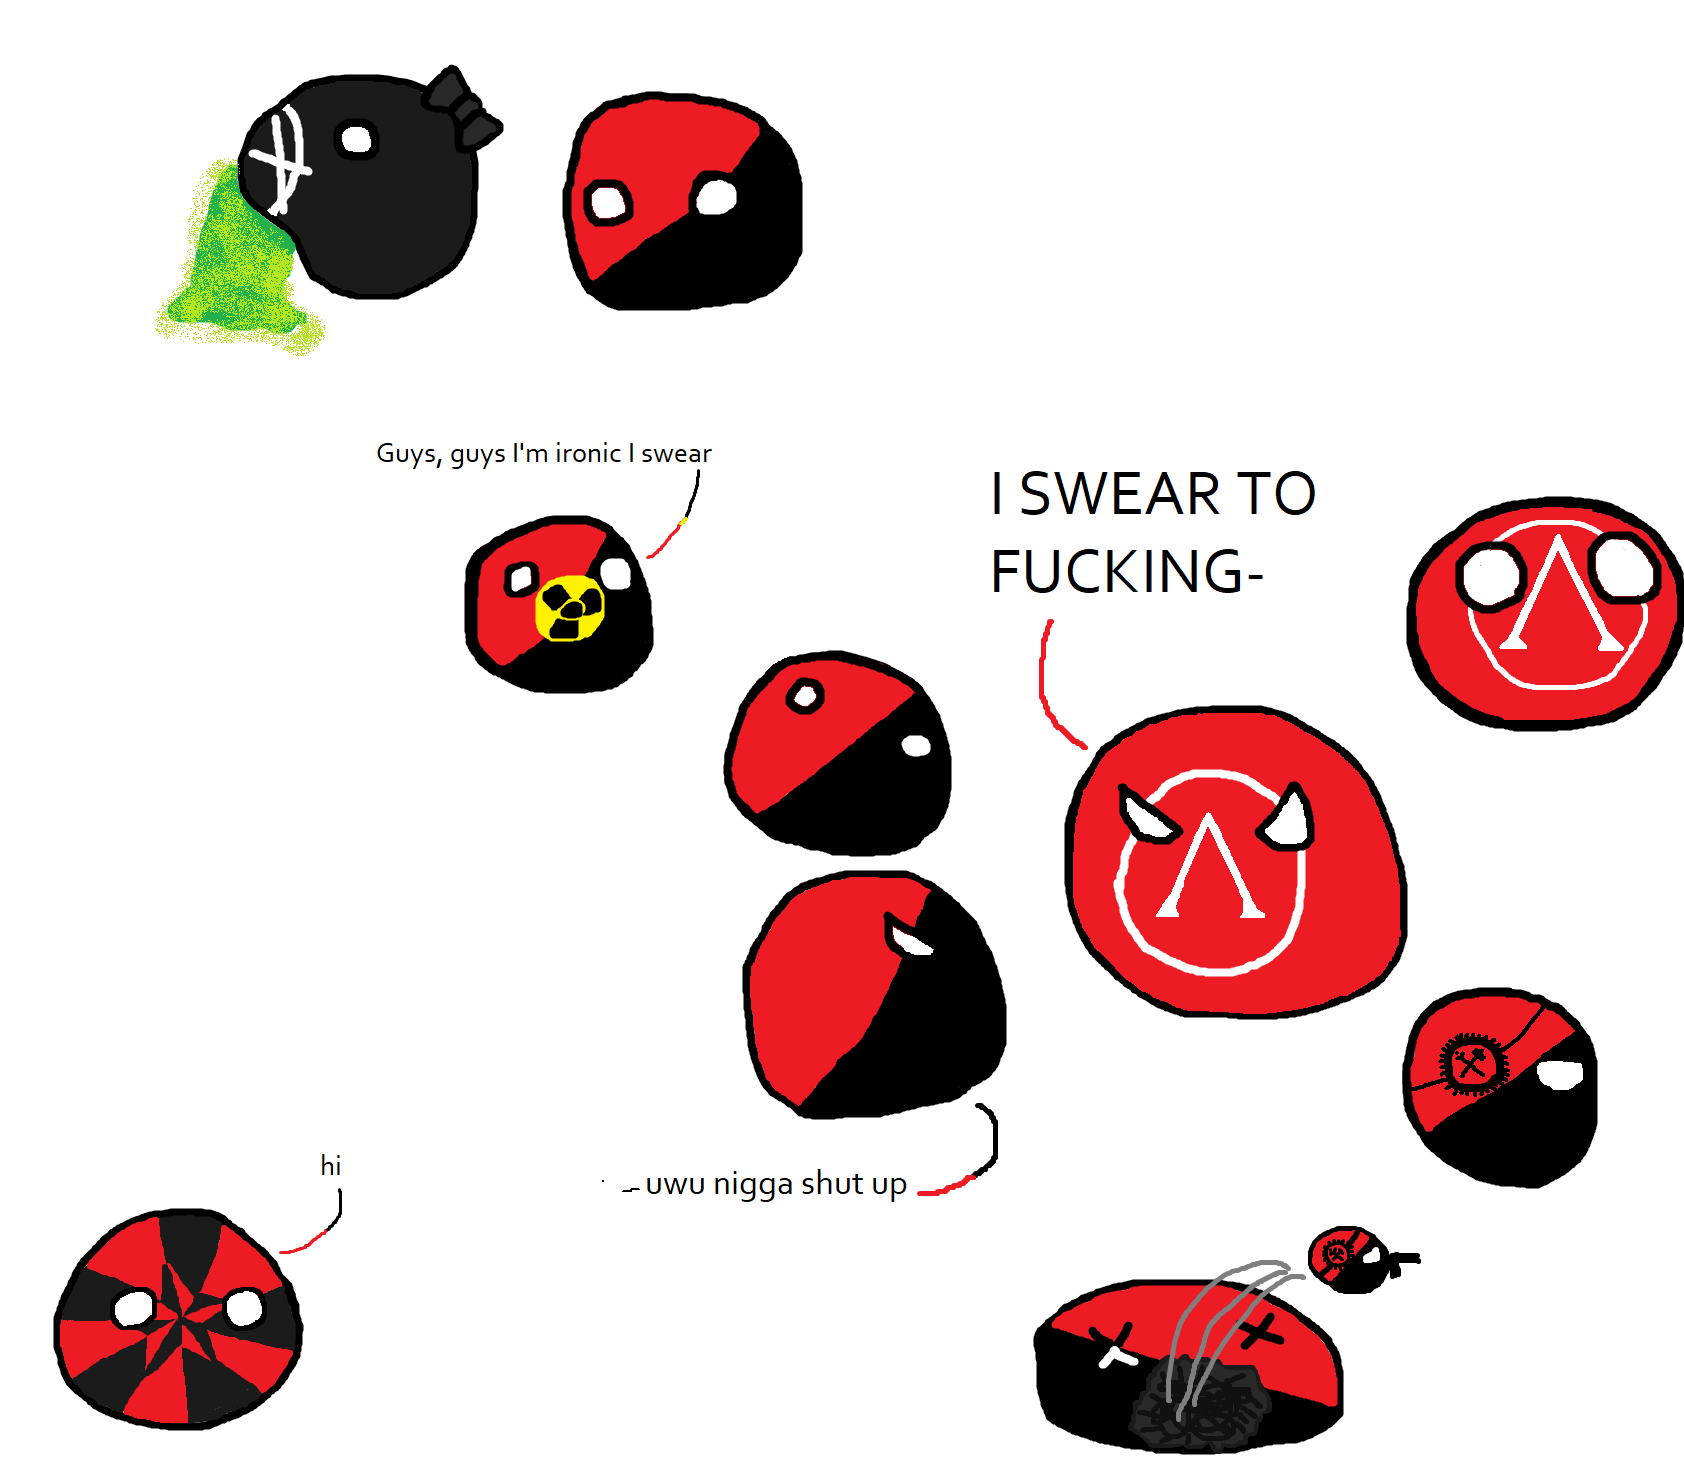 Guys, guys I'm ironic I swear
I SWEAR TO
FUCKING-
hi
uwu nigga shut up